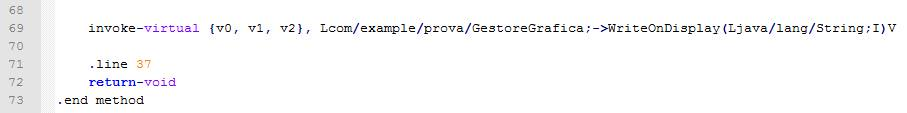 68
69 invoke-virtual {v0, v1, v2}, Lcom/example/prova/GestoreGrafica;->WriteOnDisplay(Ljava/lang/String;I)V
70
71 .line 37
72 return-void
73 .end method